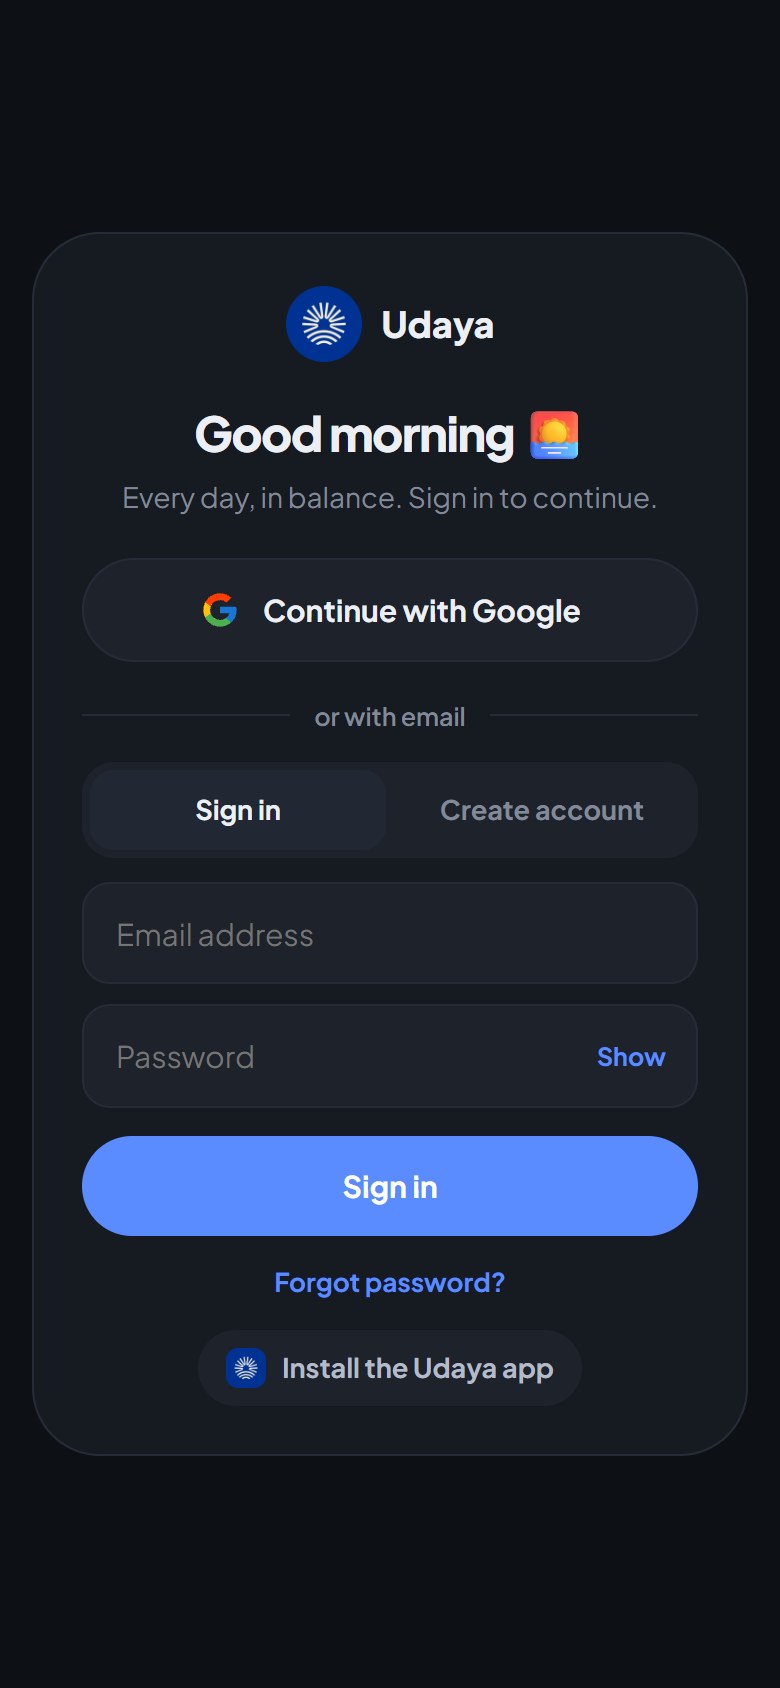 Udaya
Good morning 🌅
Every day, in balance. Sign in to continue.
Continue with Google
or with email
Sign in
Create account
Email address
Password
Show
Sign in
Forgot password?
Install the Udaya app